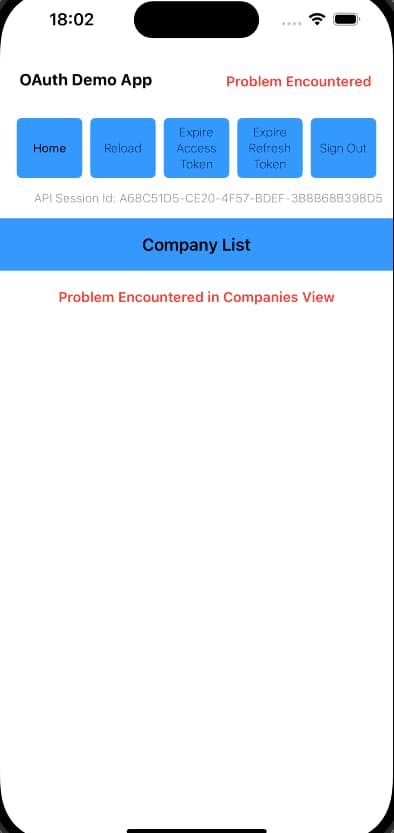 18:02
OAuth Demo App
Problem Encountered
Home
Reload
Expire
Access
Token
Expire
Refresh
Token
Sign Out
API Session Id: A68C51D5-CE20-4F57-BDEF-3B8B68B398D5
Company List
Problem Encountered in Companies View